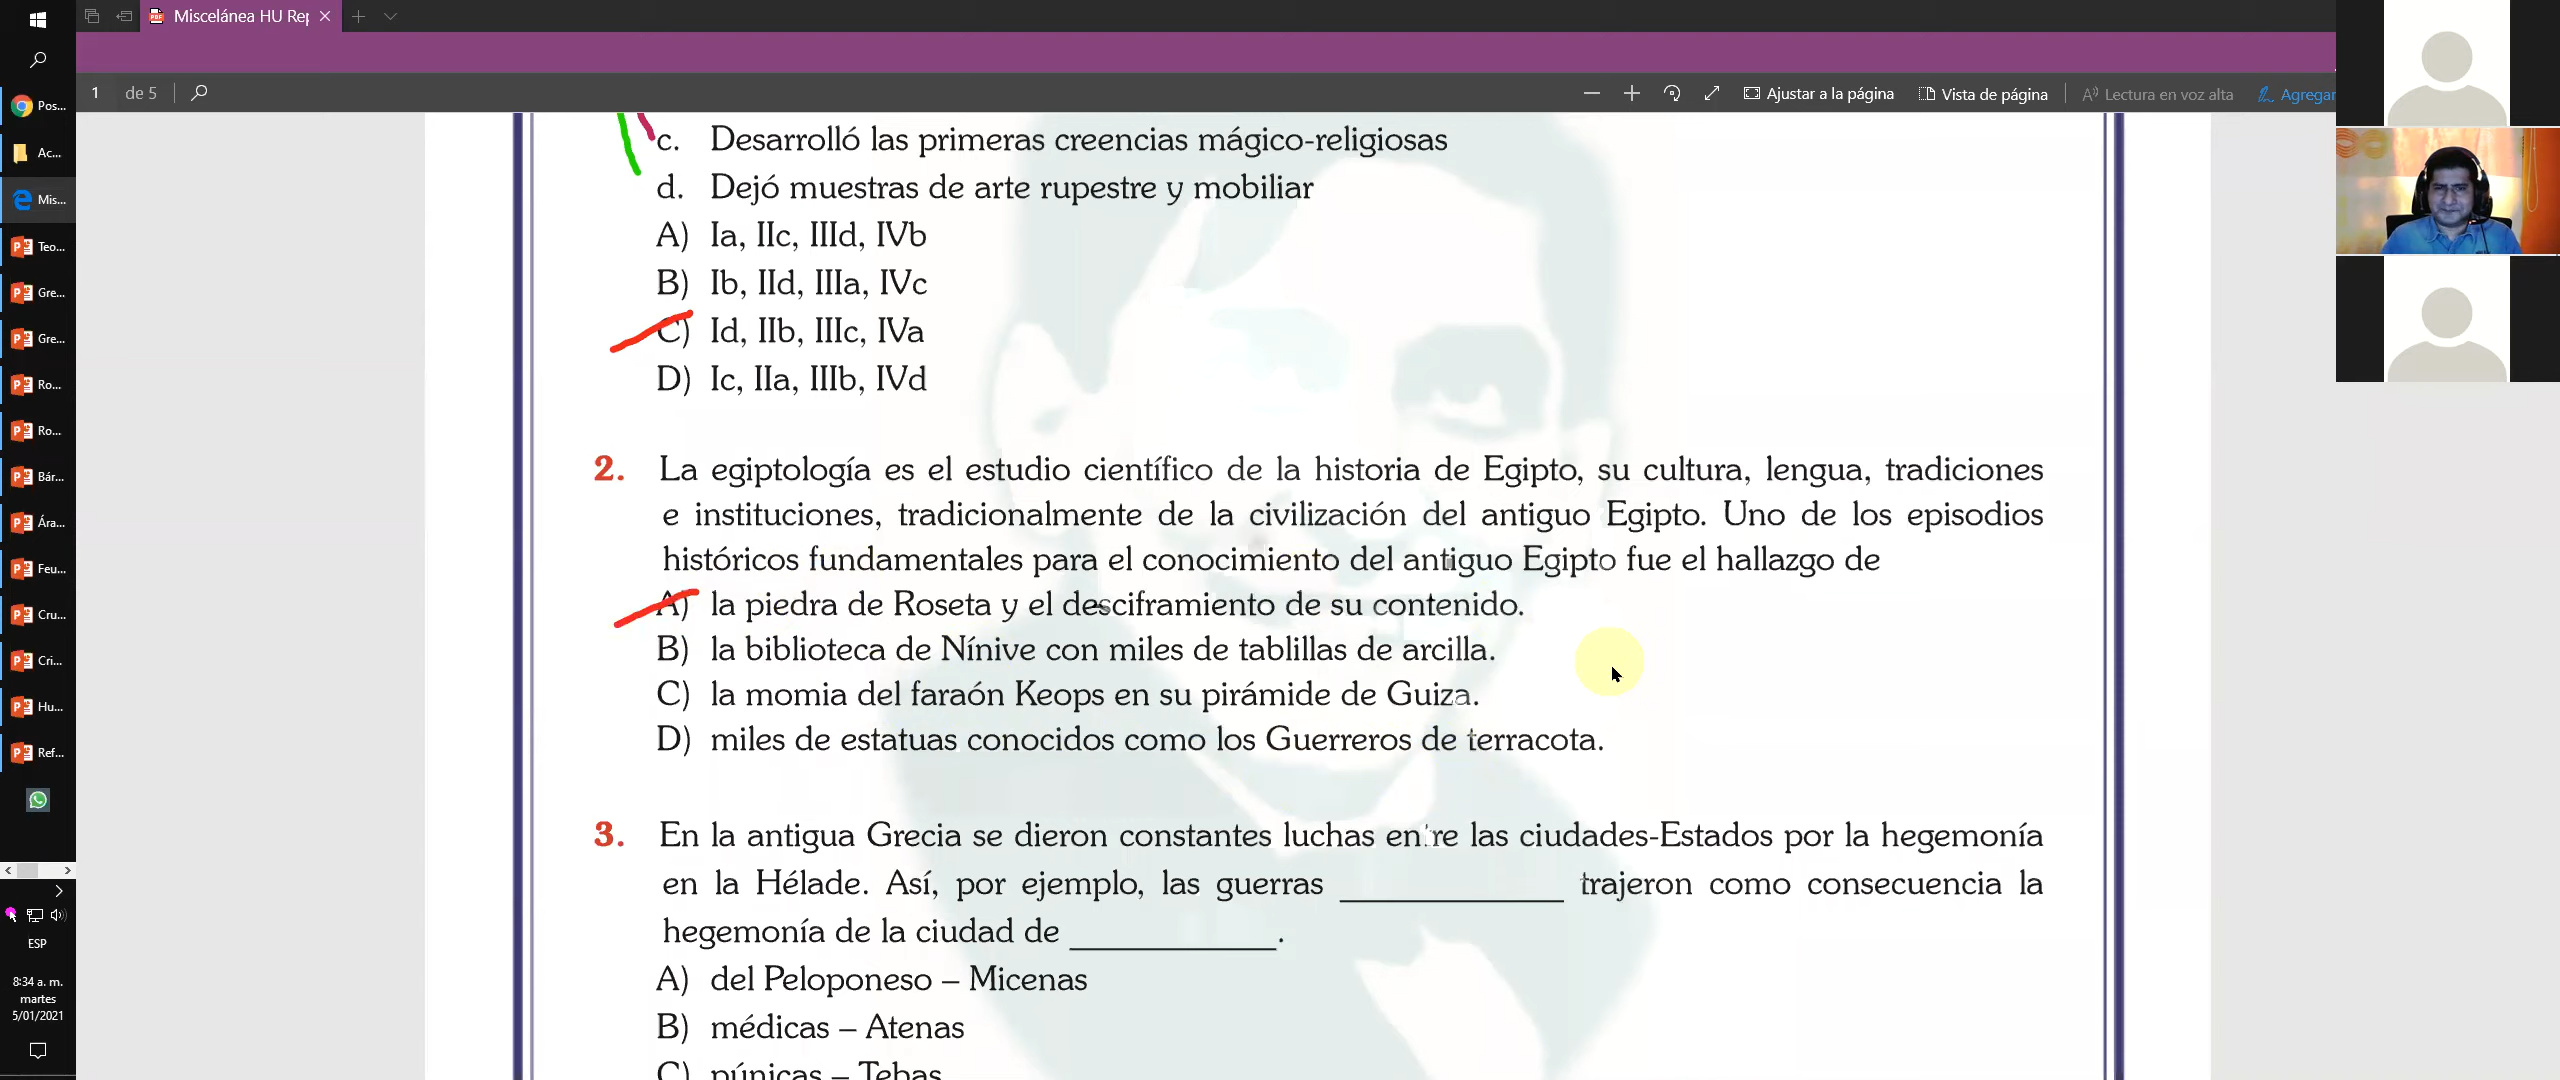 Miscelánea HU Rep
1 de 5
Ajustar a la página
Vista de página
Lectura en voz alta
Agregar
Pos...
Ac...
Mis...
Teo...
Gre...
Gre...
Ro...
Ro...
Bár...
Ára...
Feu...
Cru...
Cri...
Hu...
Ref...
ESP
8:34 a. m.
martes
5/01/2021
c. Desarrolló las primeras creencias mágico-religiosas
d. Dejó muestras de arte rupestre y mobiliar
A) Ia, IIc, IIId, IVb
B) Ib, IId, IIIa, IVc
C) Id, IIb, IIIc, IVa
D) Ic, IIa, IIIb, IVd
2. La egiptología es el estudio científico de la historia de Egipto, su cultura, lengua, tradiciones
e instituciones, tradicionalmente de la civilización del antiguo Egipto. Uno de los episodios
históricos fundamentales para el conocimiento del antiguo Egipto fue el hallazgo de
A) la piedra de Roseta y el desciframiento de su contenido.
B) la biblioteca de Nínive con miles de tablillas de arcilla.
C) la momia del faraón Keops en su pirámide de Guiza.
D) miles de estatuas conocidos como los Guerreros de terracota.
3. En la antigua Grecia se dieron constantes luchas entre las ciudades-Estados por la hegemonía
en la Hélade. Así, por ejemplo, las guerras ____________ trajeron como consecuencia la
hegemonía de la ciudad de ___________.
A) del Peloponeso – Micenas
B) médicas – Atenas
C) púnicas – Tebas